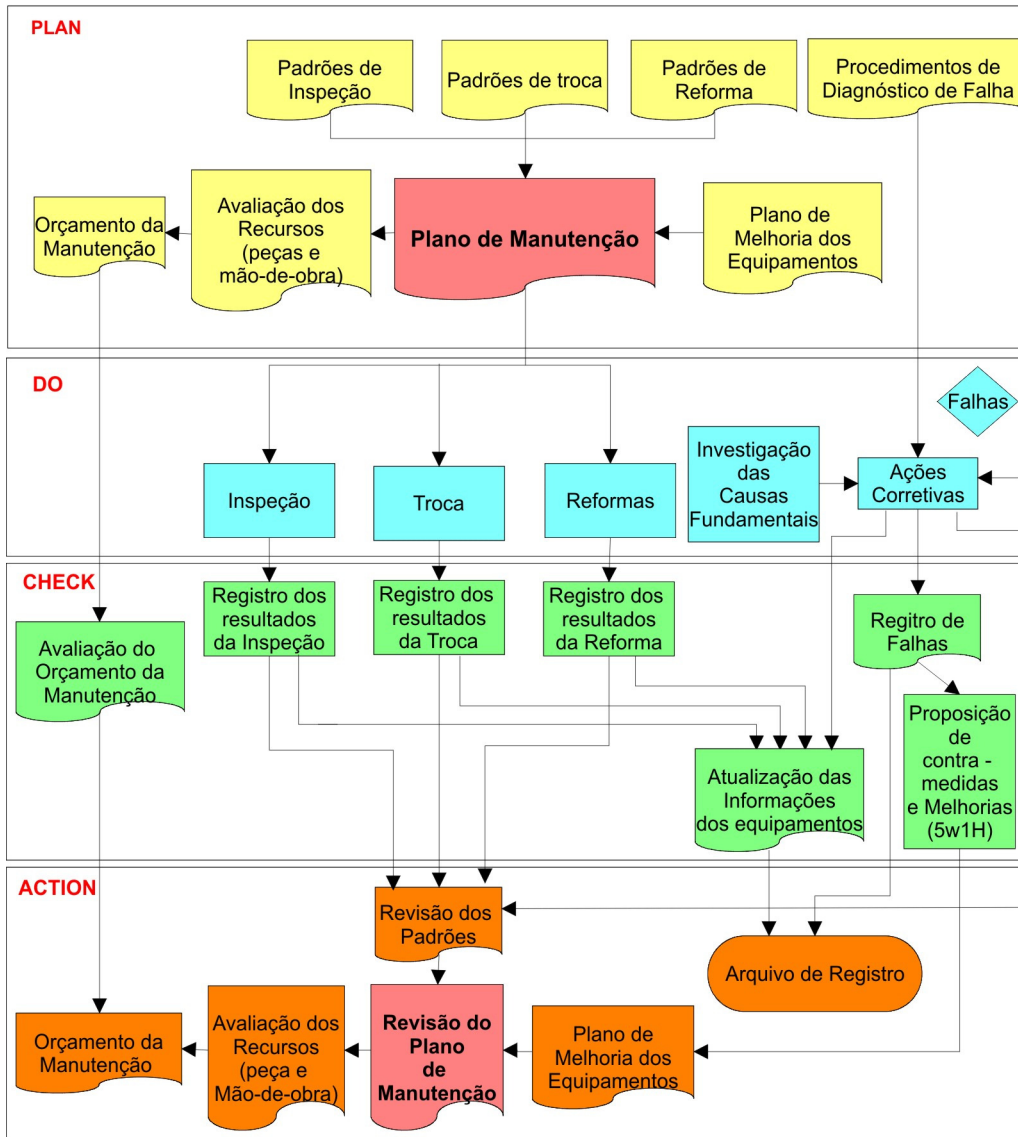 PLAN
Padrões de
Inspeção
Padrões de troca
Padrões de
Reforma
Procedimentos de
Diagnóstico de Falha
Orçamento da
Manutenção
Avaliação dos
Recursos
(peças e
mão-de-obra)
Plano de Manutenção
Plano de
Melhoria dos
Equipamentos
DO
Falhas
Inspeção
Troca
Reformas
Investigação
das
Causas
Fundamentais
Ações
Corretivas
CHECK
Avaliação do
Orçamento da
Manutenção
Registro dos
resultados
da Inspeção
Registro dos
resultados
da Troca
Registro dos
resultados
da Reforma
Regitro de
Falhas
Atualização das
Informações
dos equipamentos
Proposição
de
contra -
medidas
e Melhorias
(5w1H)
ACTION
Revisão dos
Padrões
Arquivo de Registro
Orçamento da
Manutenção
Avaliação dos
Recursos
(peça e
Mão-de-obra)
Revisão do
Plano
de
Manutenção
Plano de
Melhoria dos
Equipamentos